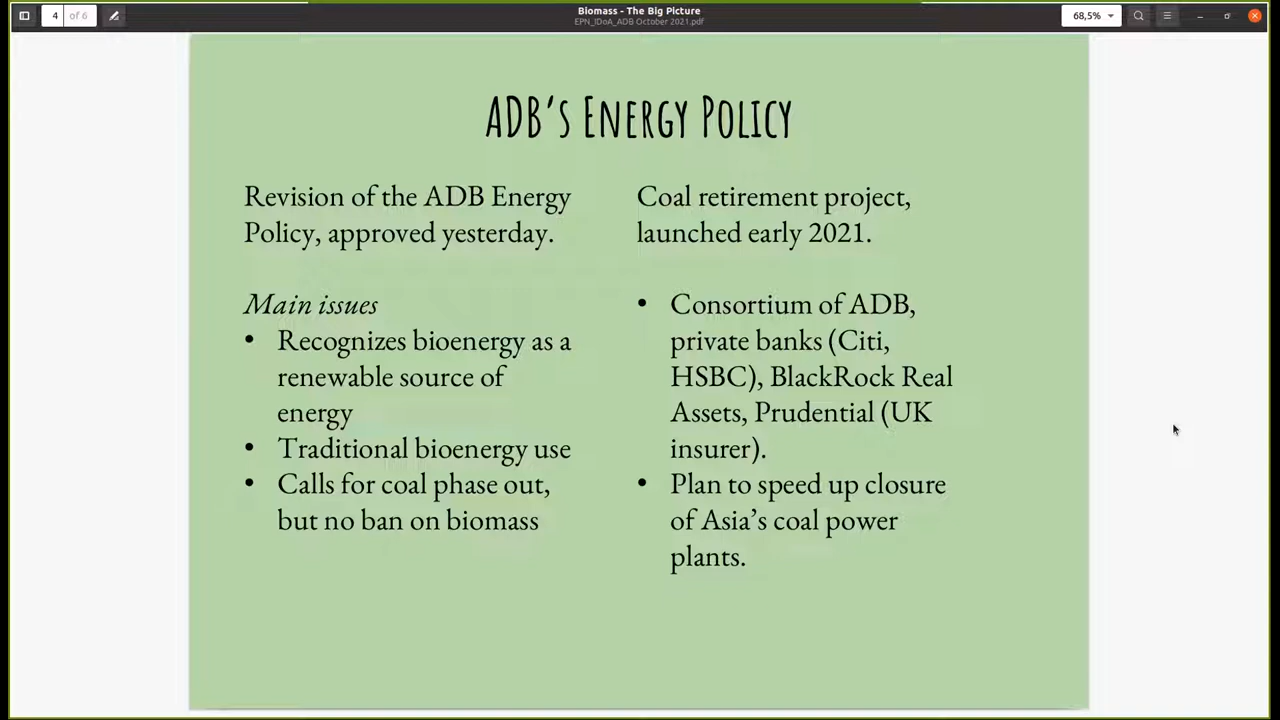 Biomass - The Big Picture
EPN_IDoA_ADB October 2021.pdf
4 of 6
68,5%
ADB's Energy Policy
Revision of the ADB Energy
Policy, approved yesterday.
Main issues
• Recognizes bioenergy as a
renewable source of
energy
• Traditional bioenergy use
• Calls for coal phase out,
but no ban on biomass
Coal retirement project,
launched early 2021.
• Consortium of ADB,
private banks (Citi,
HSBC), BlackRock Real
Assets, Prudential (UK
insurer).
• Plan to speed up closure
of Asia's coal power
plants.